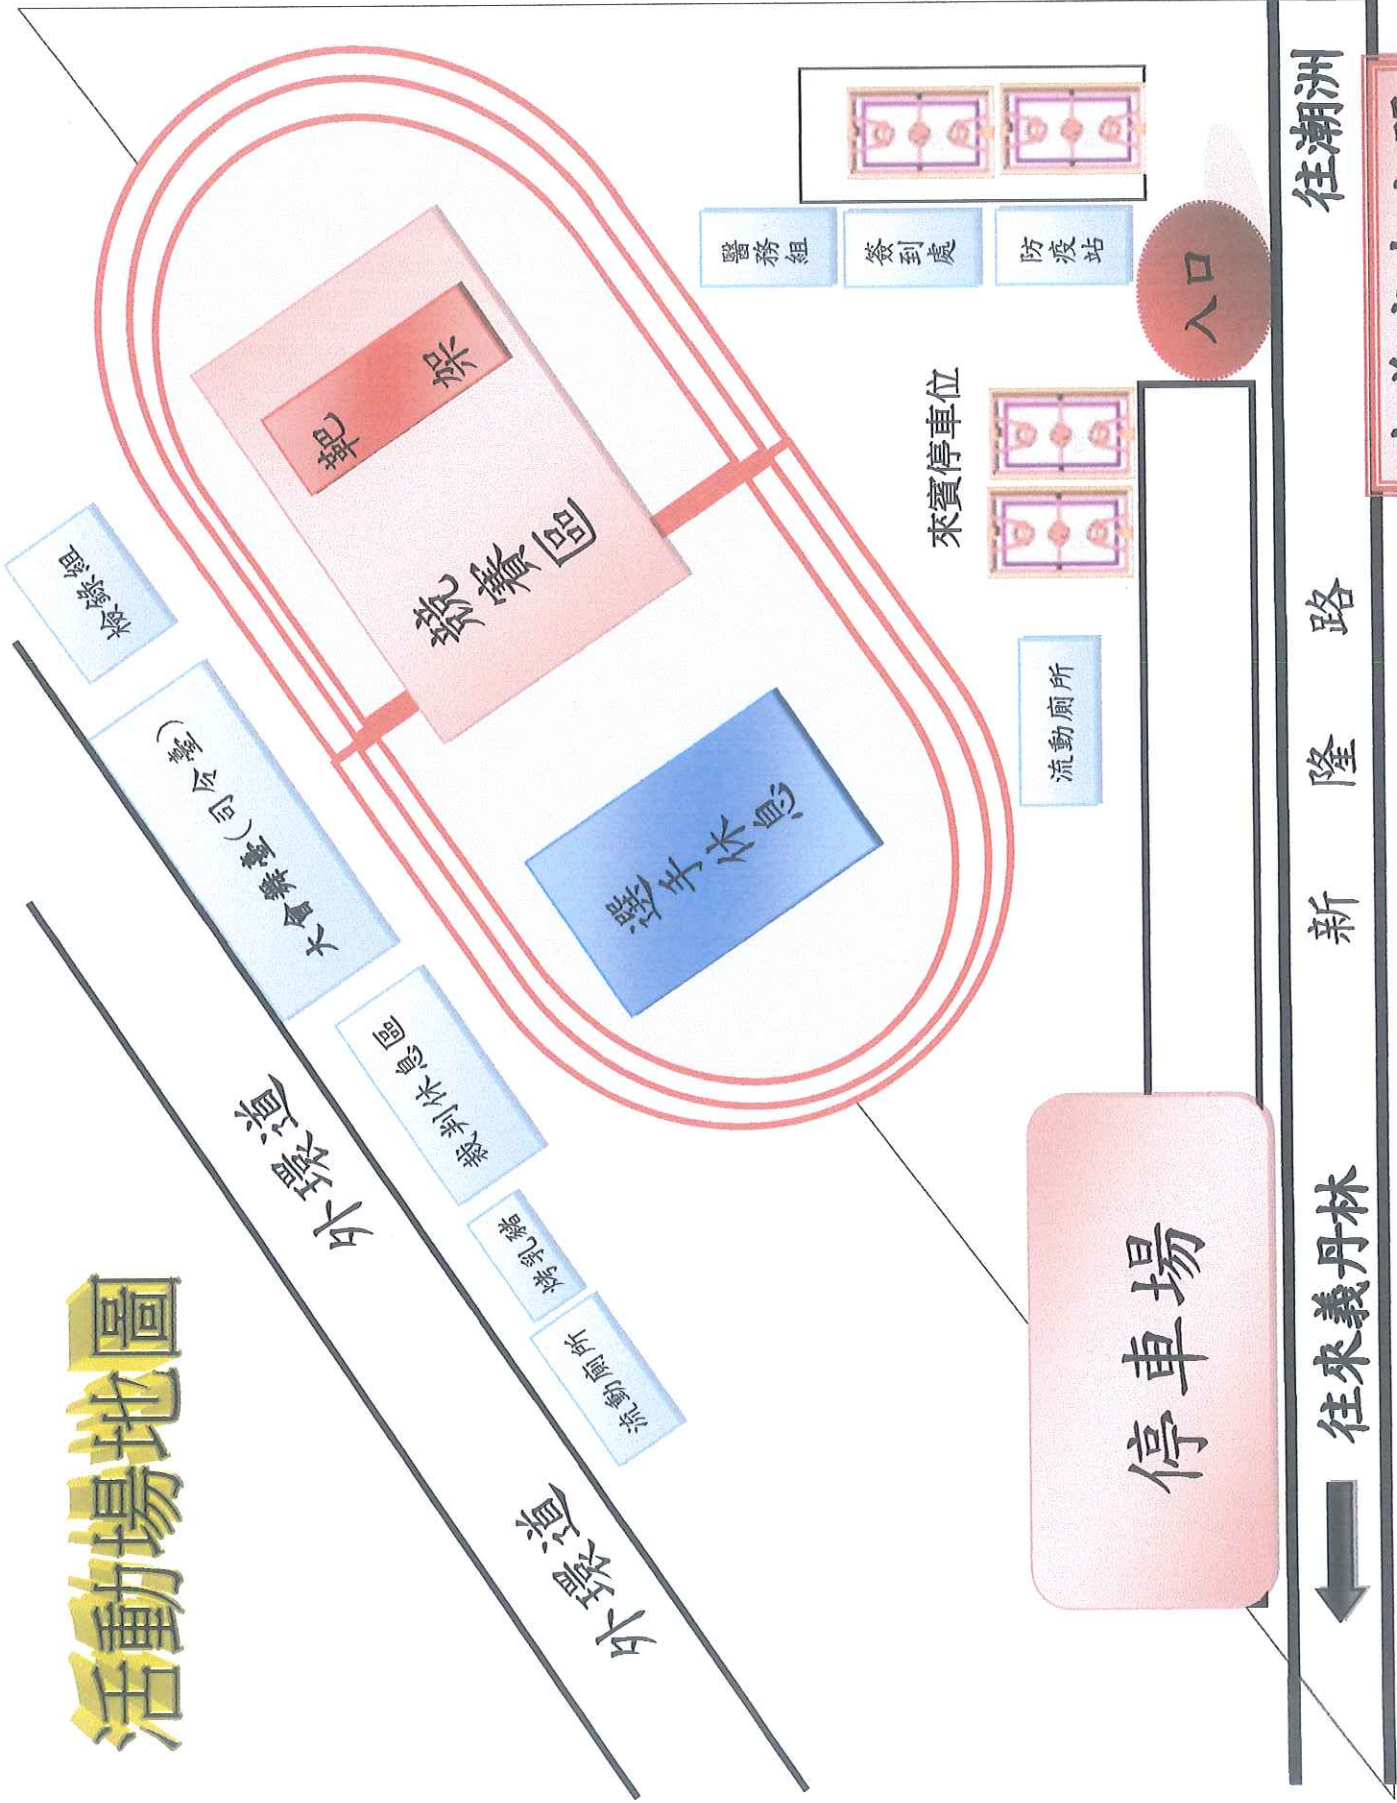 活動場地圖
外環道
外環道
檢錄組
大會舞臺(司令臺)
裁判休息區
烤乳豬
流動廁所
靶架
競賽區
選手休息
醫務組
簽到處
防疫站
來賓停車位
流動廁所
入口
停車場
往來義丹林
新隆路
往潮洲